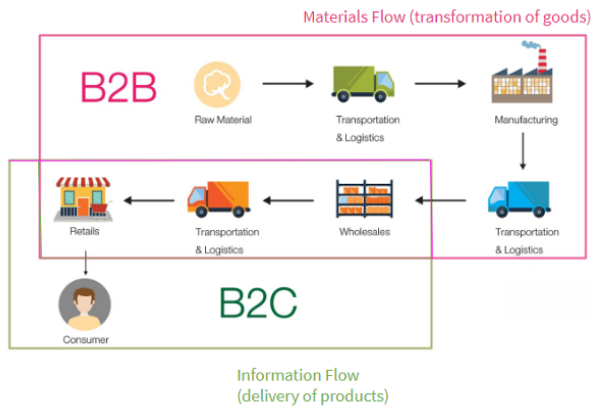 Materials Flow (transformation of goods)
B2B
Raw Material
Transportation
& Logistics
Manufacturing
Retails
Transportation
& Logistics
Wholesales
Transportation
& Logistics
B2C
Consumer
Information Flow
(delivery of products)